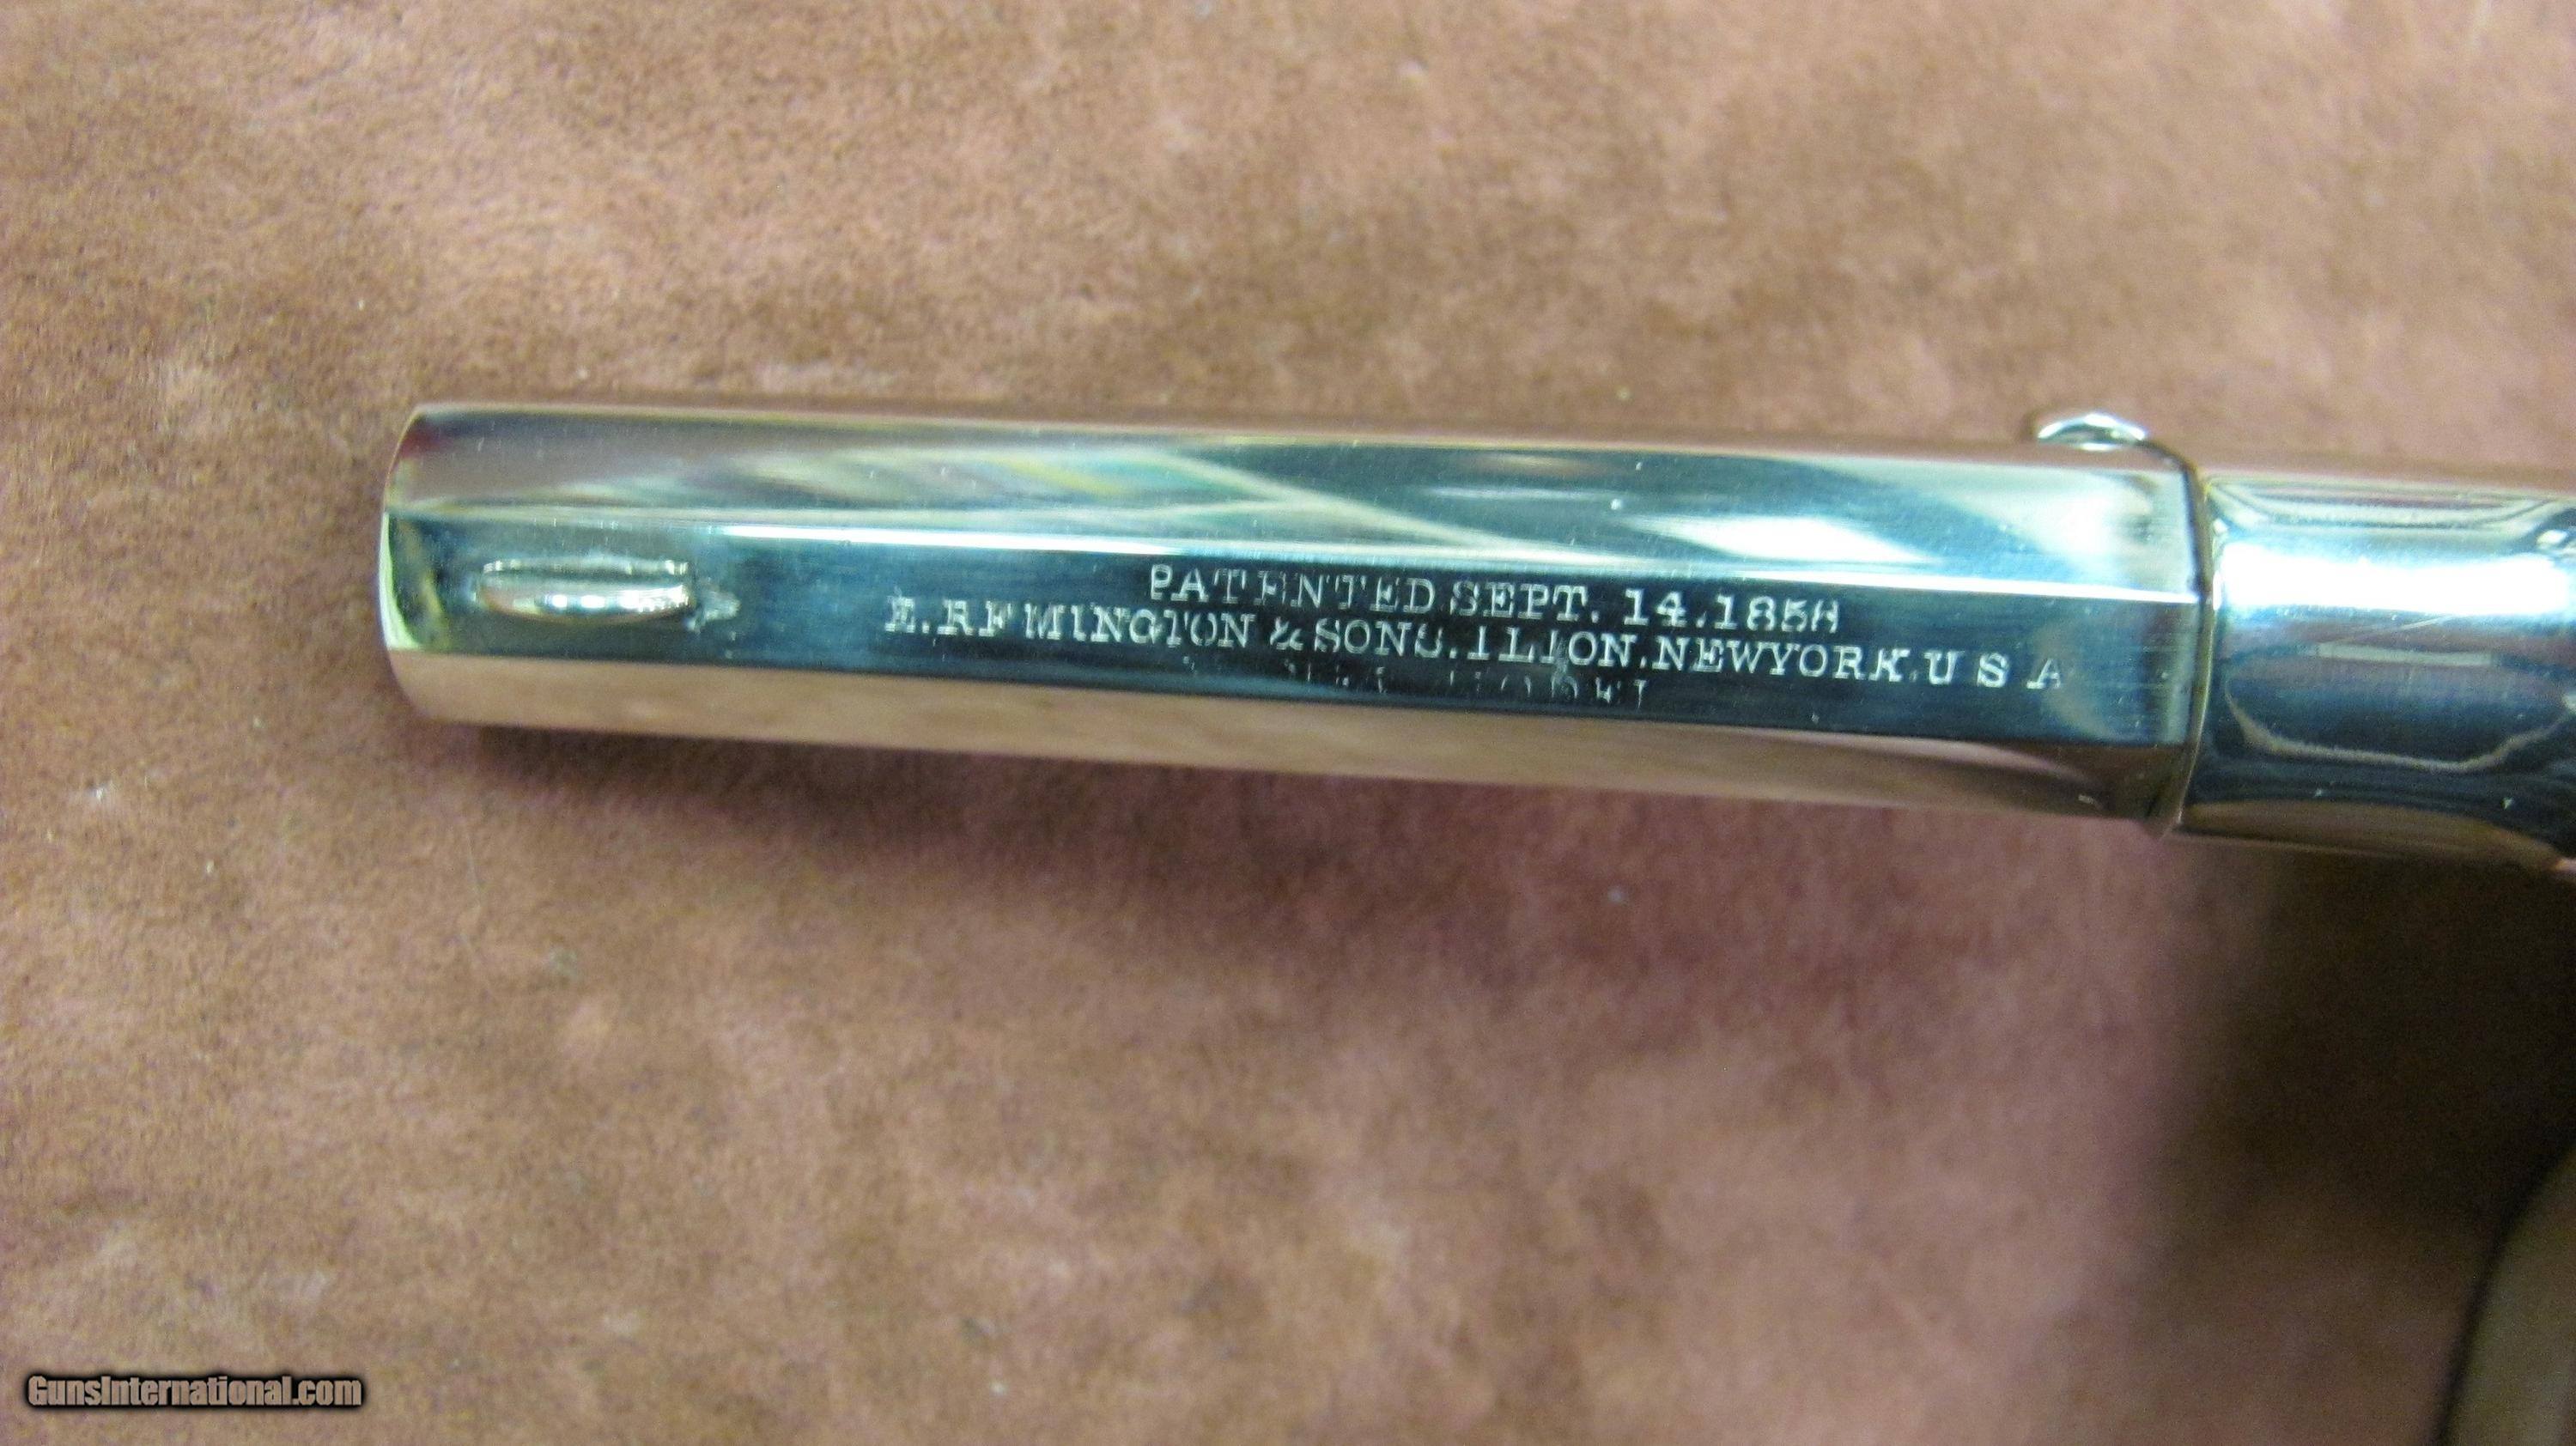 PATENTED SEPT. 14.1858
E. REMINGTON & SONS. ILION. NEWYORK. U S A
GunsInternational.com